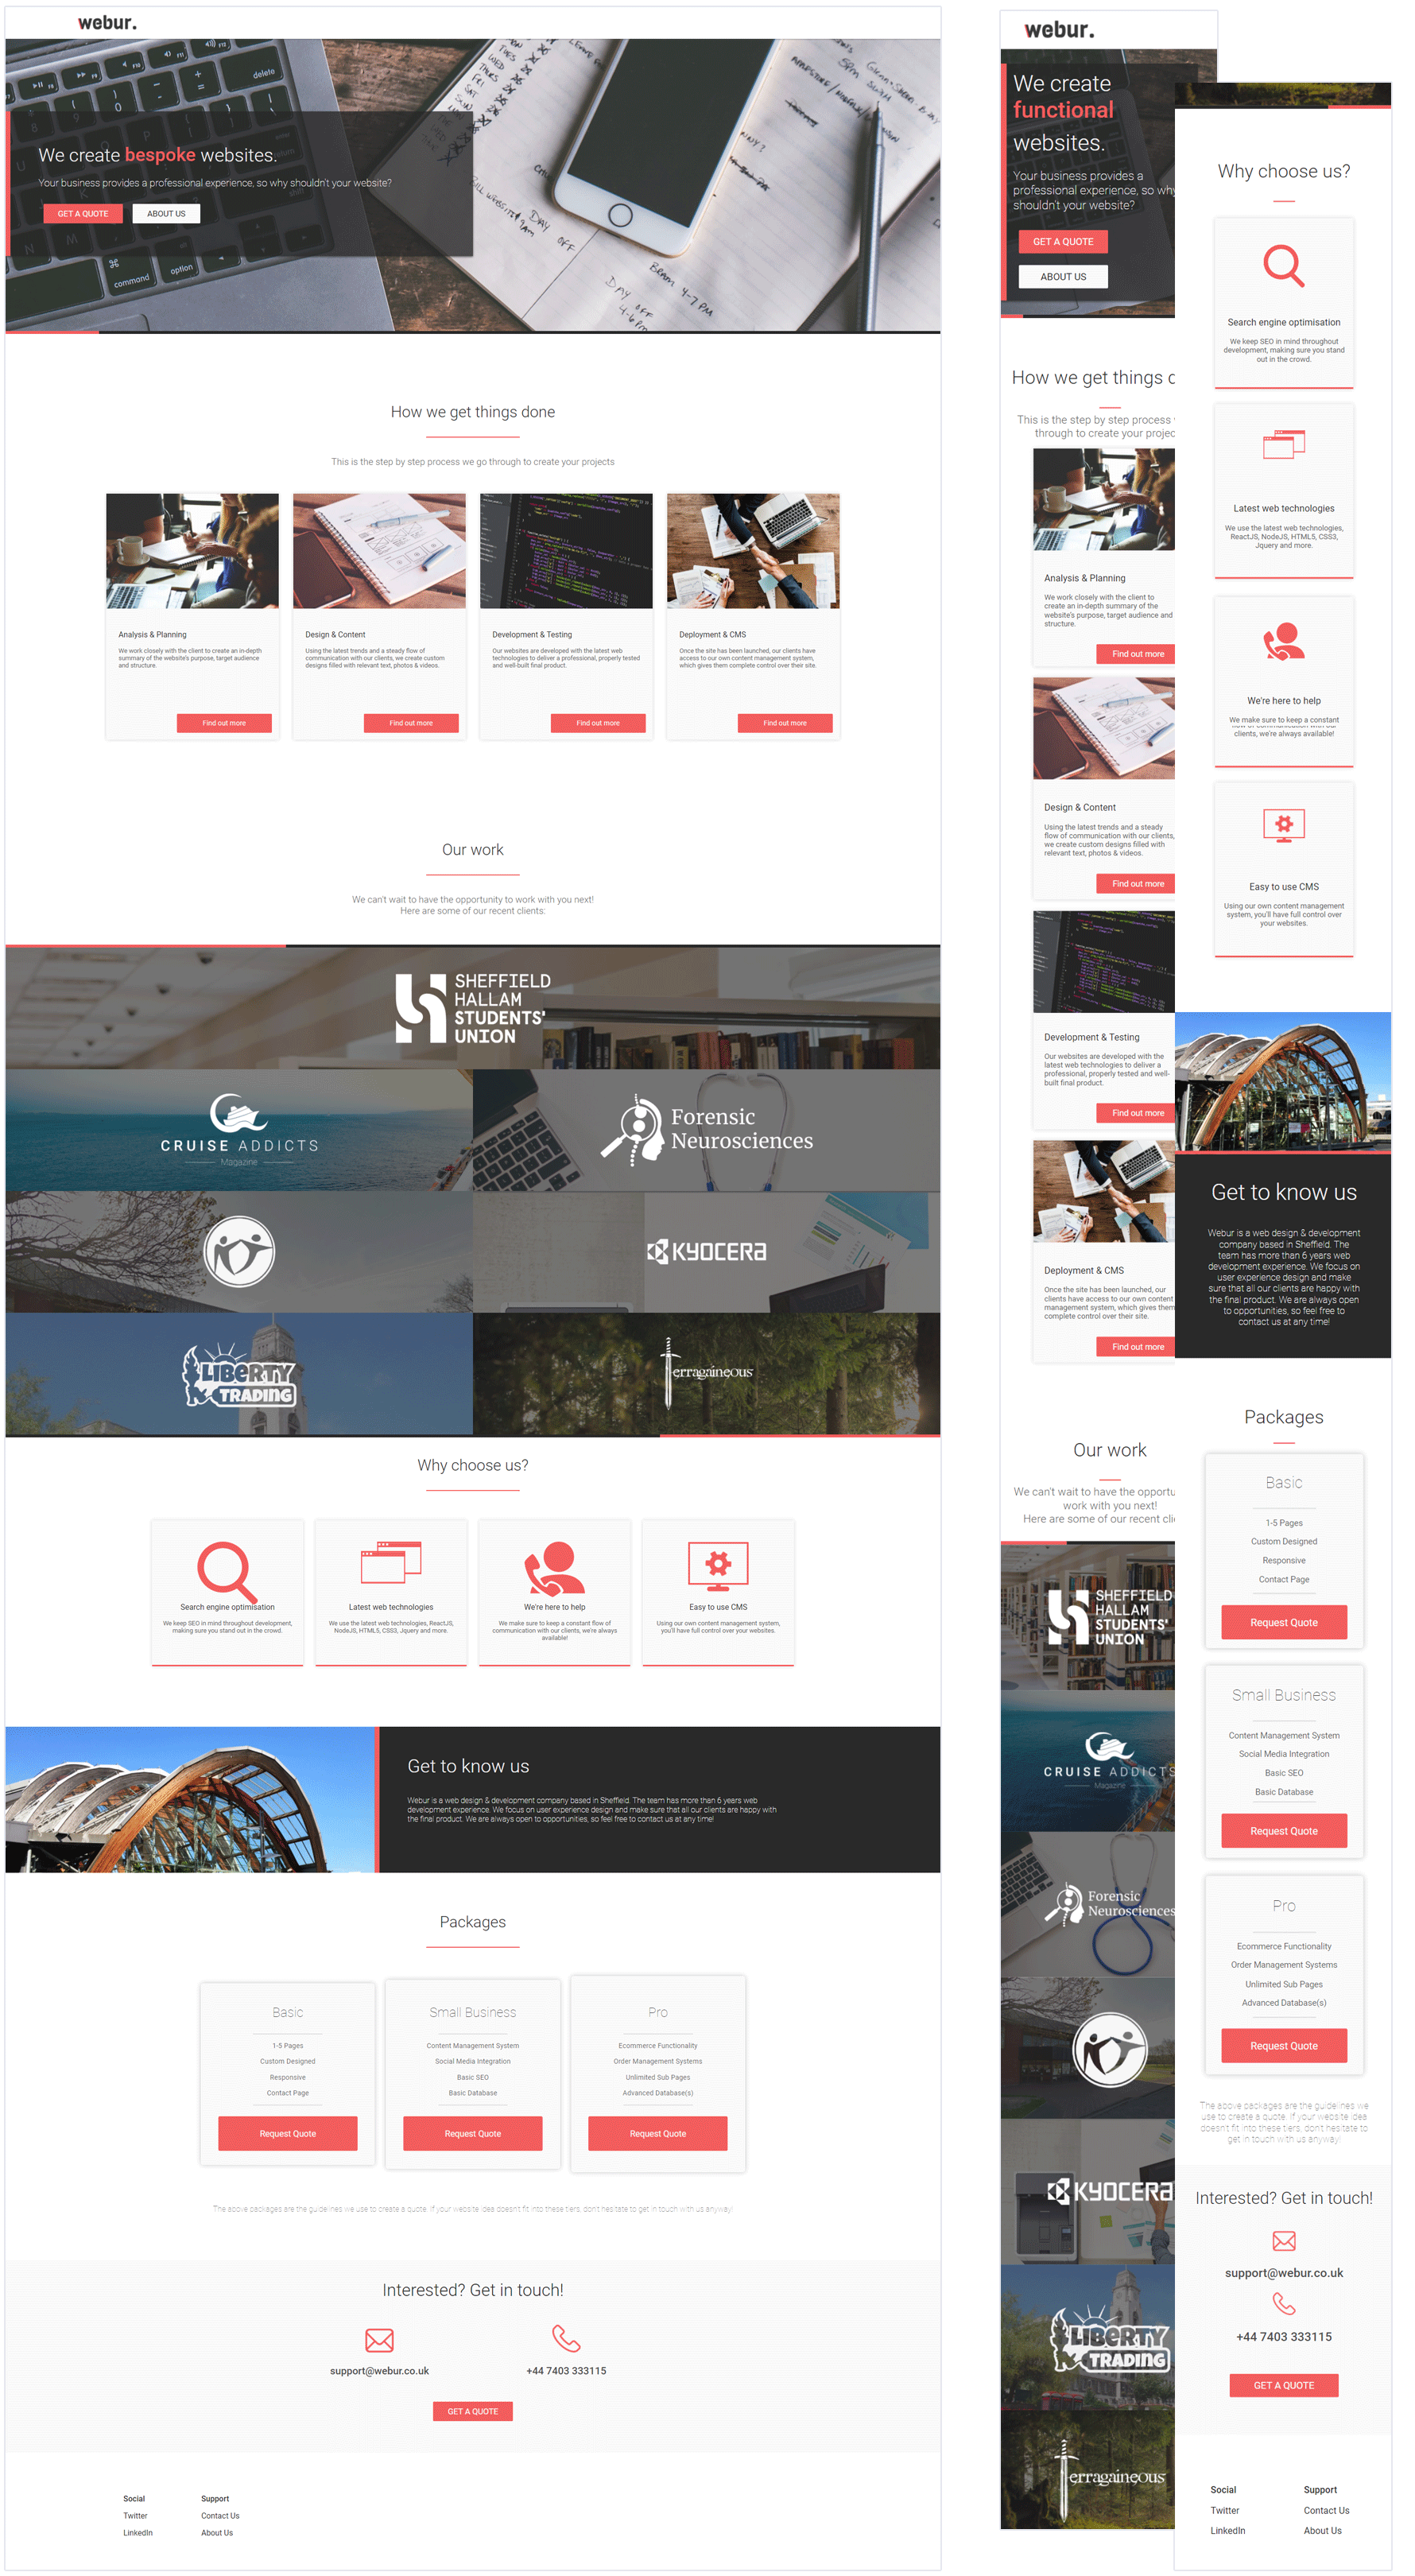 webur.
We create bespoke websites.
Your business provides a professional experience, so why shouldn't your website?
GET A QUOTE
ABOUT US
How we get things done
This is the step by step process we go through to create your projects
Analysis & Planning
We work closely with the client to create an in-depth
summary of the website's purpose, target audience
and structure.
Find out more
Design & Content
Using the latest trends and a steady flow of
communication with our clients, we create custom
designs filled with relevant text, photos & videos.
Find out more
Development & Testing
Our websites are developed with the latest web
technologies to deliver a professional, properly tested
and well-built final product.
Find out more
Deployment & CMS
Once the site has been launched, our clients have
access to our own content management system,
which gives them complete control over their site.
Find out more
Our work
We can't wait to have the opportunity to work with you next!
Here are some of our recent clients:
SHEFFIELD
HALLAM
STUDENTS'
UNION
CRUISE ADDICTS
Magazine
Forensic
Neurosciences
KYOCERA
LIBERTY
TRADING
Terragaineous
Why choose us?
Search engine optimisation
We keep SEO in mind throughout development,
making sure you stand out in the crowd.
Latest web technologies
We use the latest web technologies, ReactJS,
NodeJS, HTML5, CSS3, Jquery and more.
We're here to help
We make sure to keep a constant flow of
communication with our clients, we're always
available!
Easy to use CMS
Using our own content management system,
you'll have full control over your websites.
Get to know us
Webur is a web design & development company based in Sheffield. The team has more than 6 years web
development experience. We focus on user experience design and make sure that all our clients are happy with
the final product. We are always open to opportunities, so feel free to contact us at any time!
Packages
Basic
1-5 Pages
Custom Designed
Responsive
Contact Page
Request Quote
Small Business
Content Management System
Social Media Integration
Basic SEO
Basic Database
Request Quote
Pro
Ecommerce Functionality
Order Management Systems
Unlimited Sub Pages
Advanced Database(s)
Request Quote
The above packages are the guidelines we use to create a quote. If your website idea doesn't fit into these tiers, don't hesitate to get in touch with us anyway!
Interested? Get in touch!
support@webur.co.uk
+44 7403 333115
GET A QUOTE
Social
Twitter
LinkedIn
Support
Contact Us
About Us
webur.
We create
functional
websites.
Your business provides a
professional experience, so why
shouldn't your website?
GET A QUOTE
ABOUT US
How we get things
This is the step by step process
through to create your
Analysis & Planning
We work closely with the client to
create an in-depth summary of the
website's purpose, target audience and
structure.
Find out more
Design & Content
Using the latest trends and a steady
flow of communication with our clients,
we create custom designs filled with
relevant text, photos & videos.
Find out more
Development & Testing
Our websites are developed with the
latest web technologies to deliver a
professional, properly tested and well-
built final product.
Find out more
Deployment & CMS
Once the site has been launched, our
clients have access to our own content
management system, which gives them
complete control over their site.
Find out more
Our work
We can't wait to have the
work with you next!
Here are some of our recent
SHEFFIELD
HALLAM
STUDENTS'
UNION
CRUISE ADDICTS
Magazine
Forensic
Neurosciences
KYOCERA
LIBERTY
TRADING
Terragaineous
Why choose us?
Search engine optimisation
We keep SEO in mind throughout
development, making sure you stand
out in the crowd.
Latest web technologies
We use the latest web technologies,
ReactJS, NodeJS, HTML5, CSS3,
Jquery and more.
We're here to help
We make sure to keep a constant
flow of communication with our
clients, we're always available!
Easy to use CMS
Using our own content management
system, you'll have full control over
your websites.
Get to know us
Webur is a web design & development
company based in Sheffield. The
team has more than 6 years web
development experience. We focus on
user experience design and make
sure that all our clients are happy with
the final product. We are always open
to opportunities, so feel free to
contact us at any time!
Packages
Basic
1-5 Pages
Custom Designed
Responsive
Contact Page
Request Quote
Small Business
Content Management System
Social Media Integration
Basic SEO
Basic Database
Request Quote
Pro
Ecommerce Functionality
Order Management Systems
Unlimited Sub Pages
Advanced Database(s)
Request Quote
The above packages are the guidelines we
use to create a quote. If your website idea
doesn't fit into these tiers, don't hesitate to
get in touch with us anyway!
Interested? Get in touch!
support@webur.co.uk
+44 7403 333115
GET A QUOTE
Social
Twitter
LinkedIn
Support
Contact Us
About Us